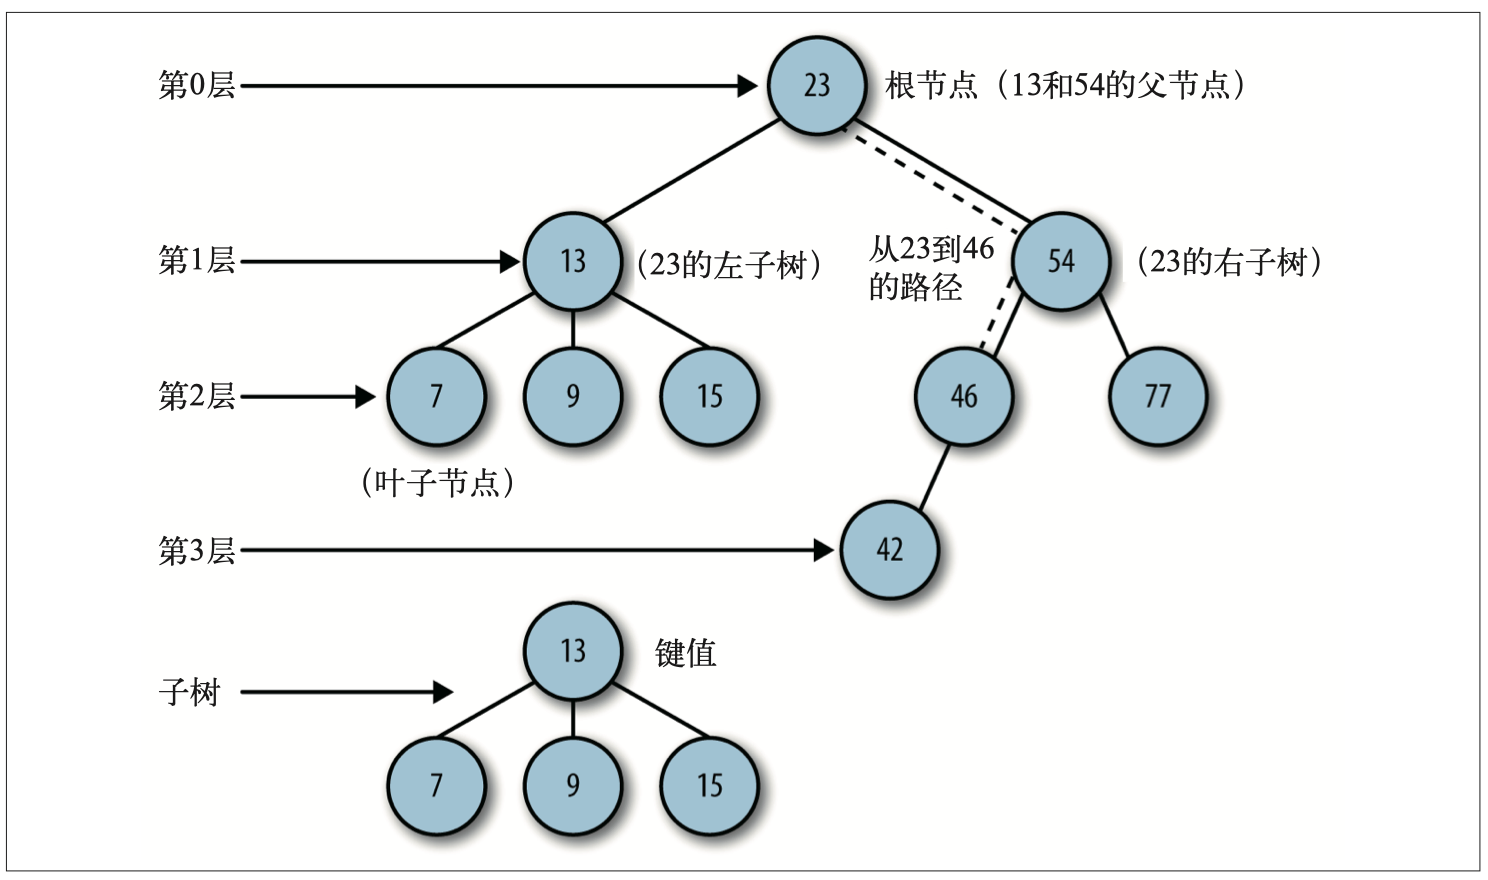 第0层
23
根节点（13和54的父节点）
第1层
13
（23的左子树）
从23到46
的路径
54
（23的右子树）
第2层
7
9
15
46
77
（叶子节点）
第3层
42
13
键值
子树
7
9
15